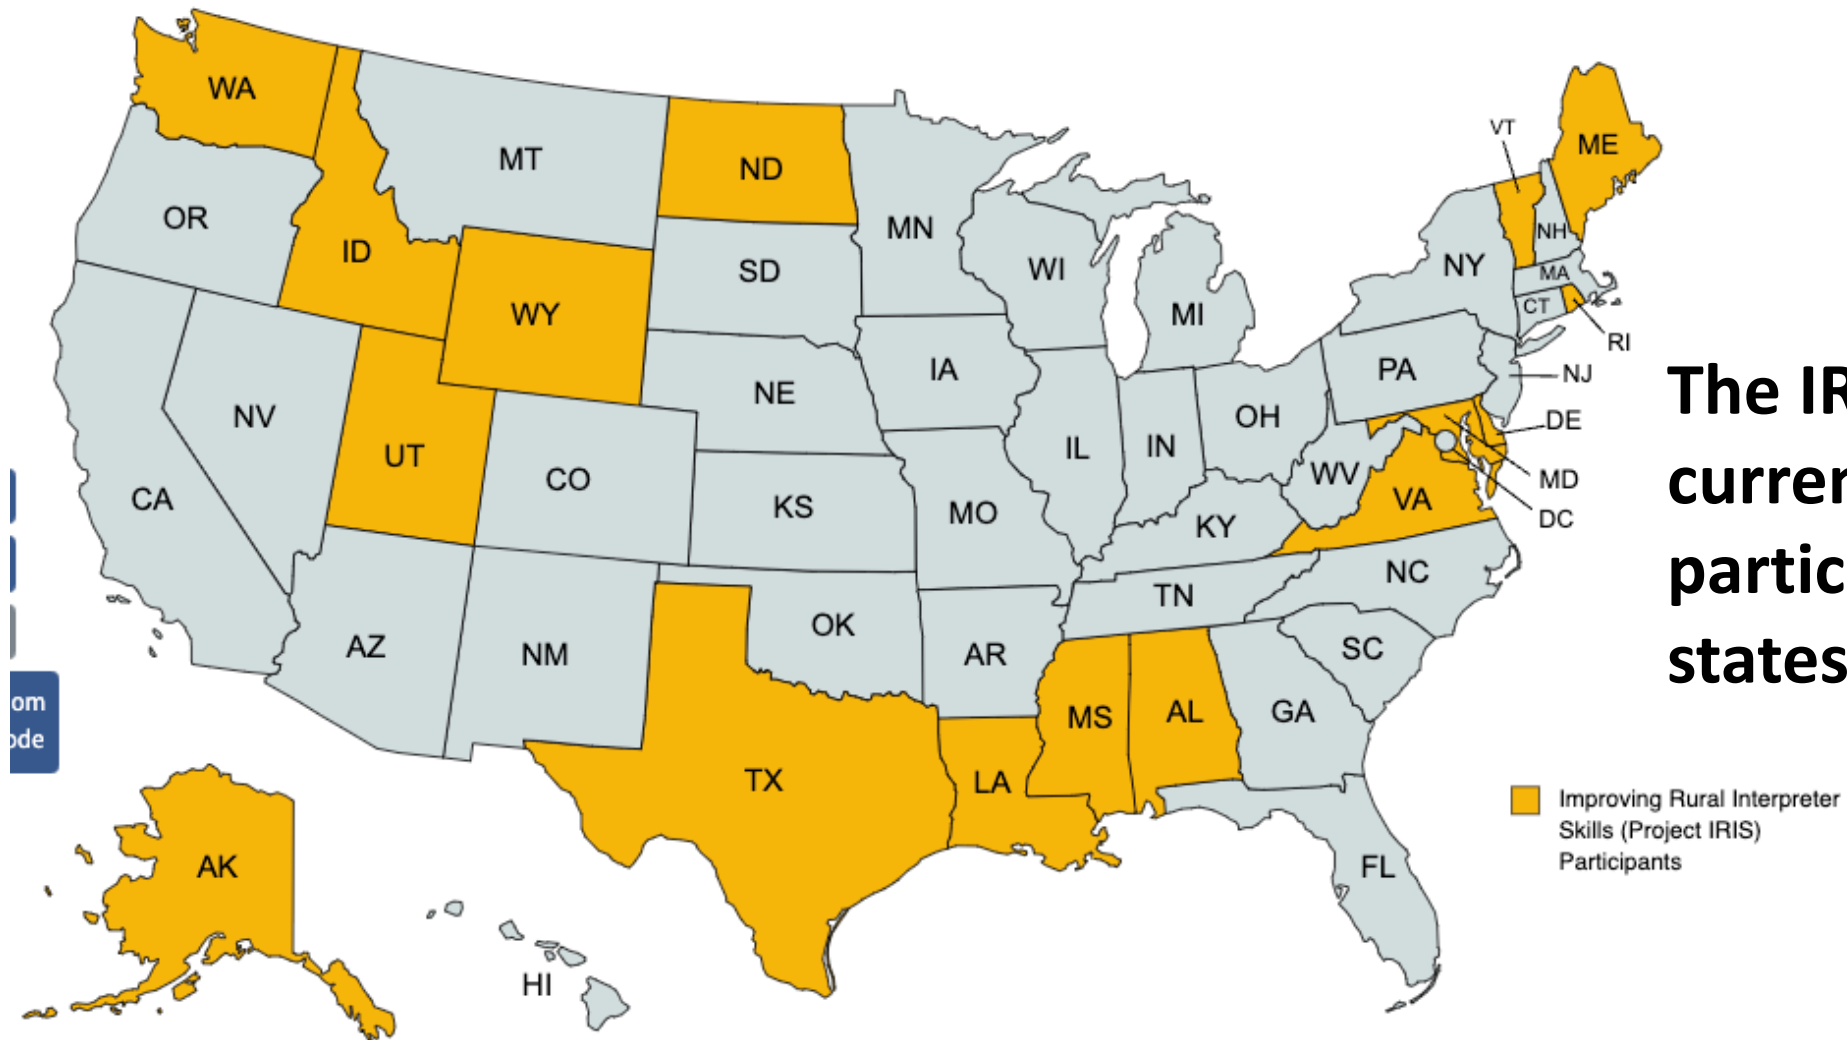 WA
MT
ND
VT
ME
OR
ID
MN
NH
SD
WI
NY
MA
WY
MI
CT
RI
IA
PA
NJ
NE
NV
OH
DE
UT
IL
IN
CO
WV
MD
CA
KS
MO
VA
DC
KY
NC
TN
OK
AZ
NM
AR
SC
MS
AL
GA
TX
LA
AK
FL
HI
The IR
curren
partic
states
om
ode
Improving Rural Interpreter
Skills (Project IRIS)
Participants